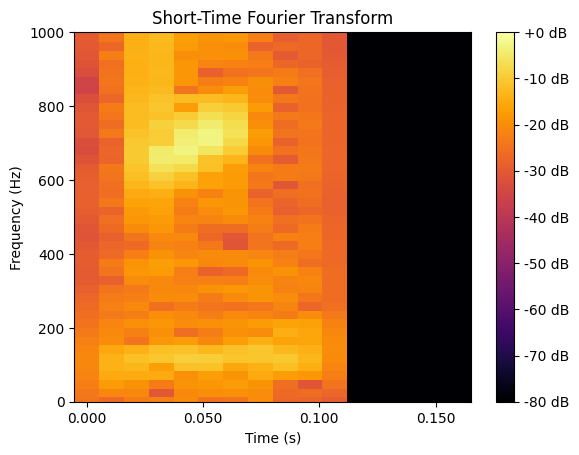 Short-Time Fourier Transform
1000
800
600
400
200
0
Frequency (Hz)
0.000
0.050
0.100
0.150
Time (s)
+0 dB
-10 dB
-20 dB
-30 dB
-40 dB
-50 dB
-60 dB
-70 dB
-80 dB